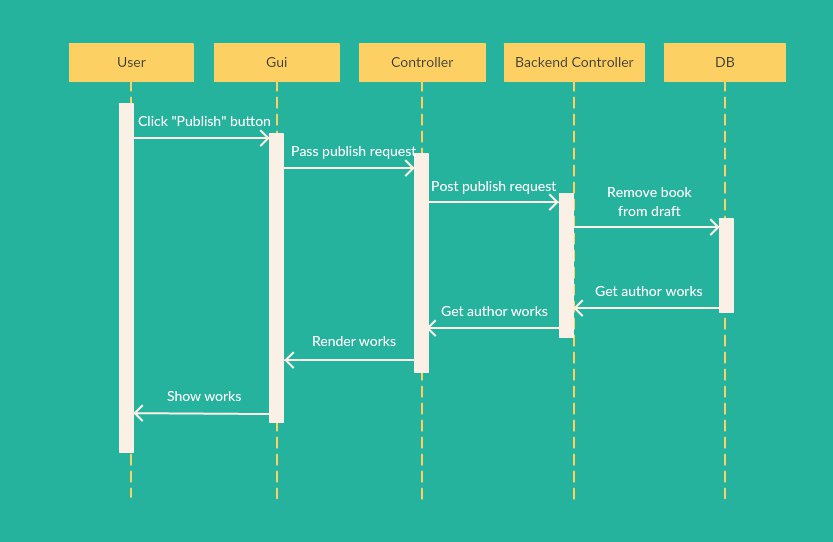 User
Gui
Controller
Backend Controller
DB
Click "Publish" button
Pass publish request
Post publish request
Remove book
from draft
Get author works
Get author works
Render works
Show works